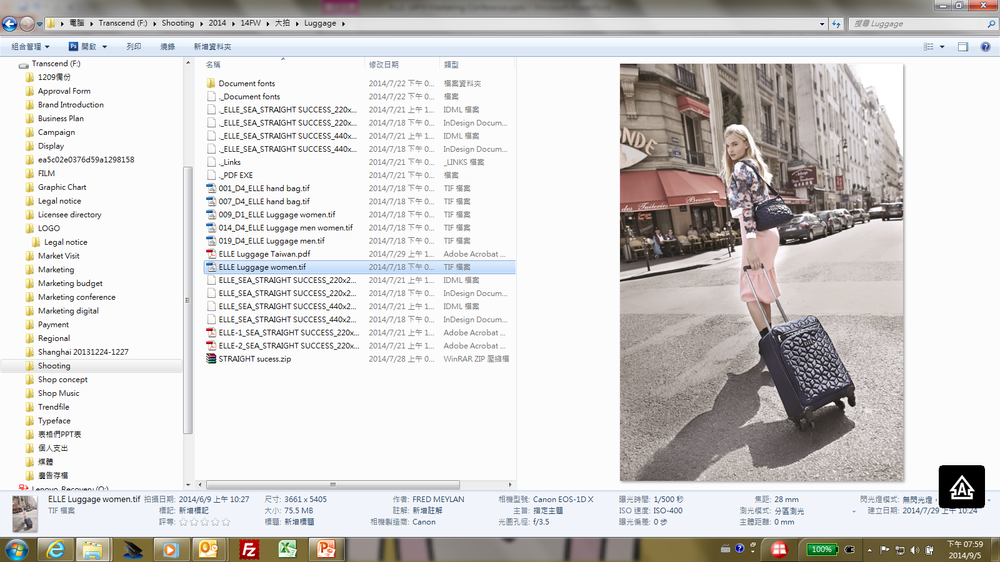 電腦 Transcend (F:) Shooting 2014 14FW 大拍 Luggage
搜尋 Luggage
組合管理 開啟 列印 燒錄 新增資料夾
Transcend (F:)
1209備份
Approval Form
Brand Introduction
Business Plan
Campaign
Display
ea5c02e0376d59a1298158
FILM
Graphic Chart
Legal notice
Licensee directory
LOGO
Legal notice
Market Visit
Marketing
Marketing budget
Marketing conference
Marketing digital
Payment
Regional
Shanghai 20131224-1227
Shooting
Shop concept
Shop Music
Trendfile
Typeface
表格們PPT表
個人支出
媒體
廣告存檔
Lenovo_Recovery (Q:)
名稱 修改日期 類型
Document fonts 2014/7/22 下午 0... 檔案資料夾
._Document fonts 2014/7/22 下午 0... 檔案
._ELLE_SEA_STRAIGHT SUCCESS_220x... 2014/7/21 上午 1... IDML 檔案
._ELLE_SEA_STRAIGHT SUCCESS_220x... 2014/7/18 下午 0... InDesign Docum...
._ELLE_SEA_STRAIGHT SUCCESS_440x... 2014/7/21 上午 1... IDML 檔案
._ELLE_SEA_STRAIGHT SUCCESS_440x... 2014/7/18 下午 0... InDesign Docum...
._Links 2014/7/21 下午 0... _LINKS 檔案
._PDF EXE 2014/7/21 下午 0... 檔案
001_D4_ELLE hand bag.tif 2014/7/18 下午 0... TIF 檔案
007_D4_ELLE hand bag.tif 2014/7/18 下午 0... TIF 檔案
009_D1_ELLE Luggage women.tif 2014/7/18 下午 0... TIF 檔案
014_D4_ELLE Luggage men women.tif 2014/7/18 下午 0... TIF 檔案
019_D4_ELLE Luggage men.tif 2014/7/18 下午 0... TIF 檔案
ELLE Luggage Taiwan.pdf 2014/7/29 上午 1... Adobe Acrobat ...
ELLE Luggage women.tif 2014/7/18 下午 0... TIF 檔案
ELLE_SEA_STRAIGHT SUCCESS_220x2... 2014/7/21 上午 1... IDML 檔案
ELLE_SEA_STRAIGHT SUCCESS_220x2... 2014/7/18 下午 0... InDesign Docum...
ELLE_SEA_STRAIGHT SUCCESS_440x2... 2014/7/21 上午 1... IDML 檔案
ELLE_SEA_STRAIGHT SUCCESS_440x2... 2014/7/18 下午 0... InDesign Docum...
ELLE-1_SEA_STRAIGHT SUCCESS_220x... 2014/7/21 上午 1... Adobe Acrobat ...
ELLE-2_SEA_STRAIGHT SUCCESS_220x... 2014/7/21 上午 1... Adobe Acrobat ...
STRAIGHT sucess.zip 2014/7/28 上午 0... WinRAR ZIP 壓縮檔
ONDE
des Tuileries Brasserie
ELLE Luggage women.tif 拍攝日期: 2014/6/9 上午 10:27 尺寸: 3661 x 5405 作者: FRED MEYLAN 相機型號: Canon EOS-1D X 曝光時間: 1/500 秒 焦距: 28 mm 閃光燈模式: 無閃光燈
TIF 檔案 標記: 新增標記 大小: 75.5 MB 註解: 新增註解 主旨: 指定主題 ISO 速度: ISO-400 測光模式: 分區測光 建立日期: 2014/7/29 上午 10:24
評等: 標題: 新增標題 相機製造商: Canon 光圈孔徑: f/3.5 曝光偏差: 0 步 主體距離: 0 mm
100%
下午 07:59
2014/9/5